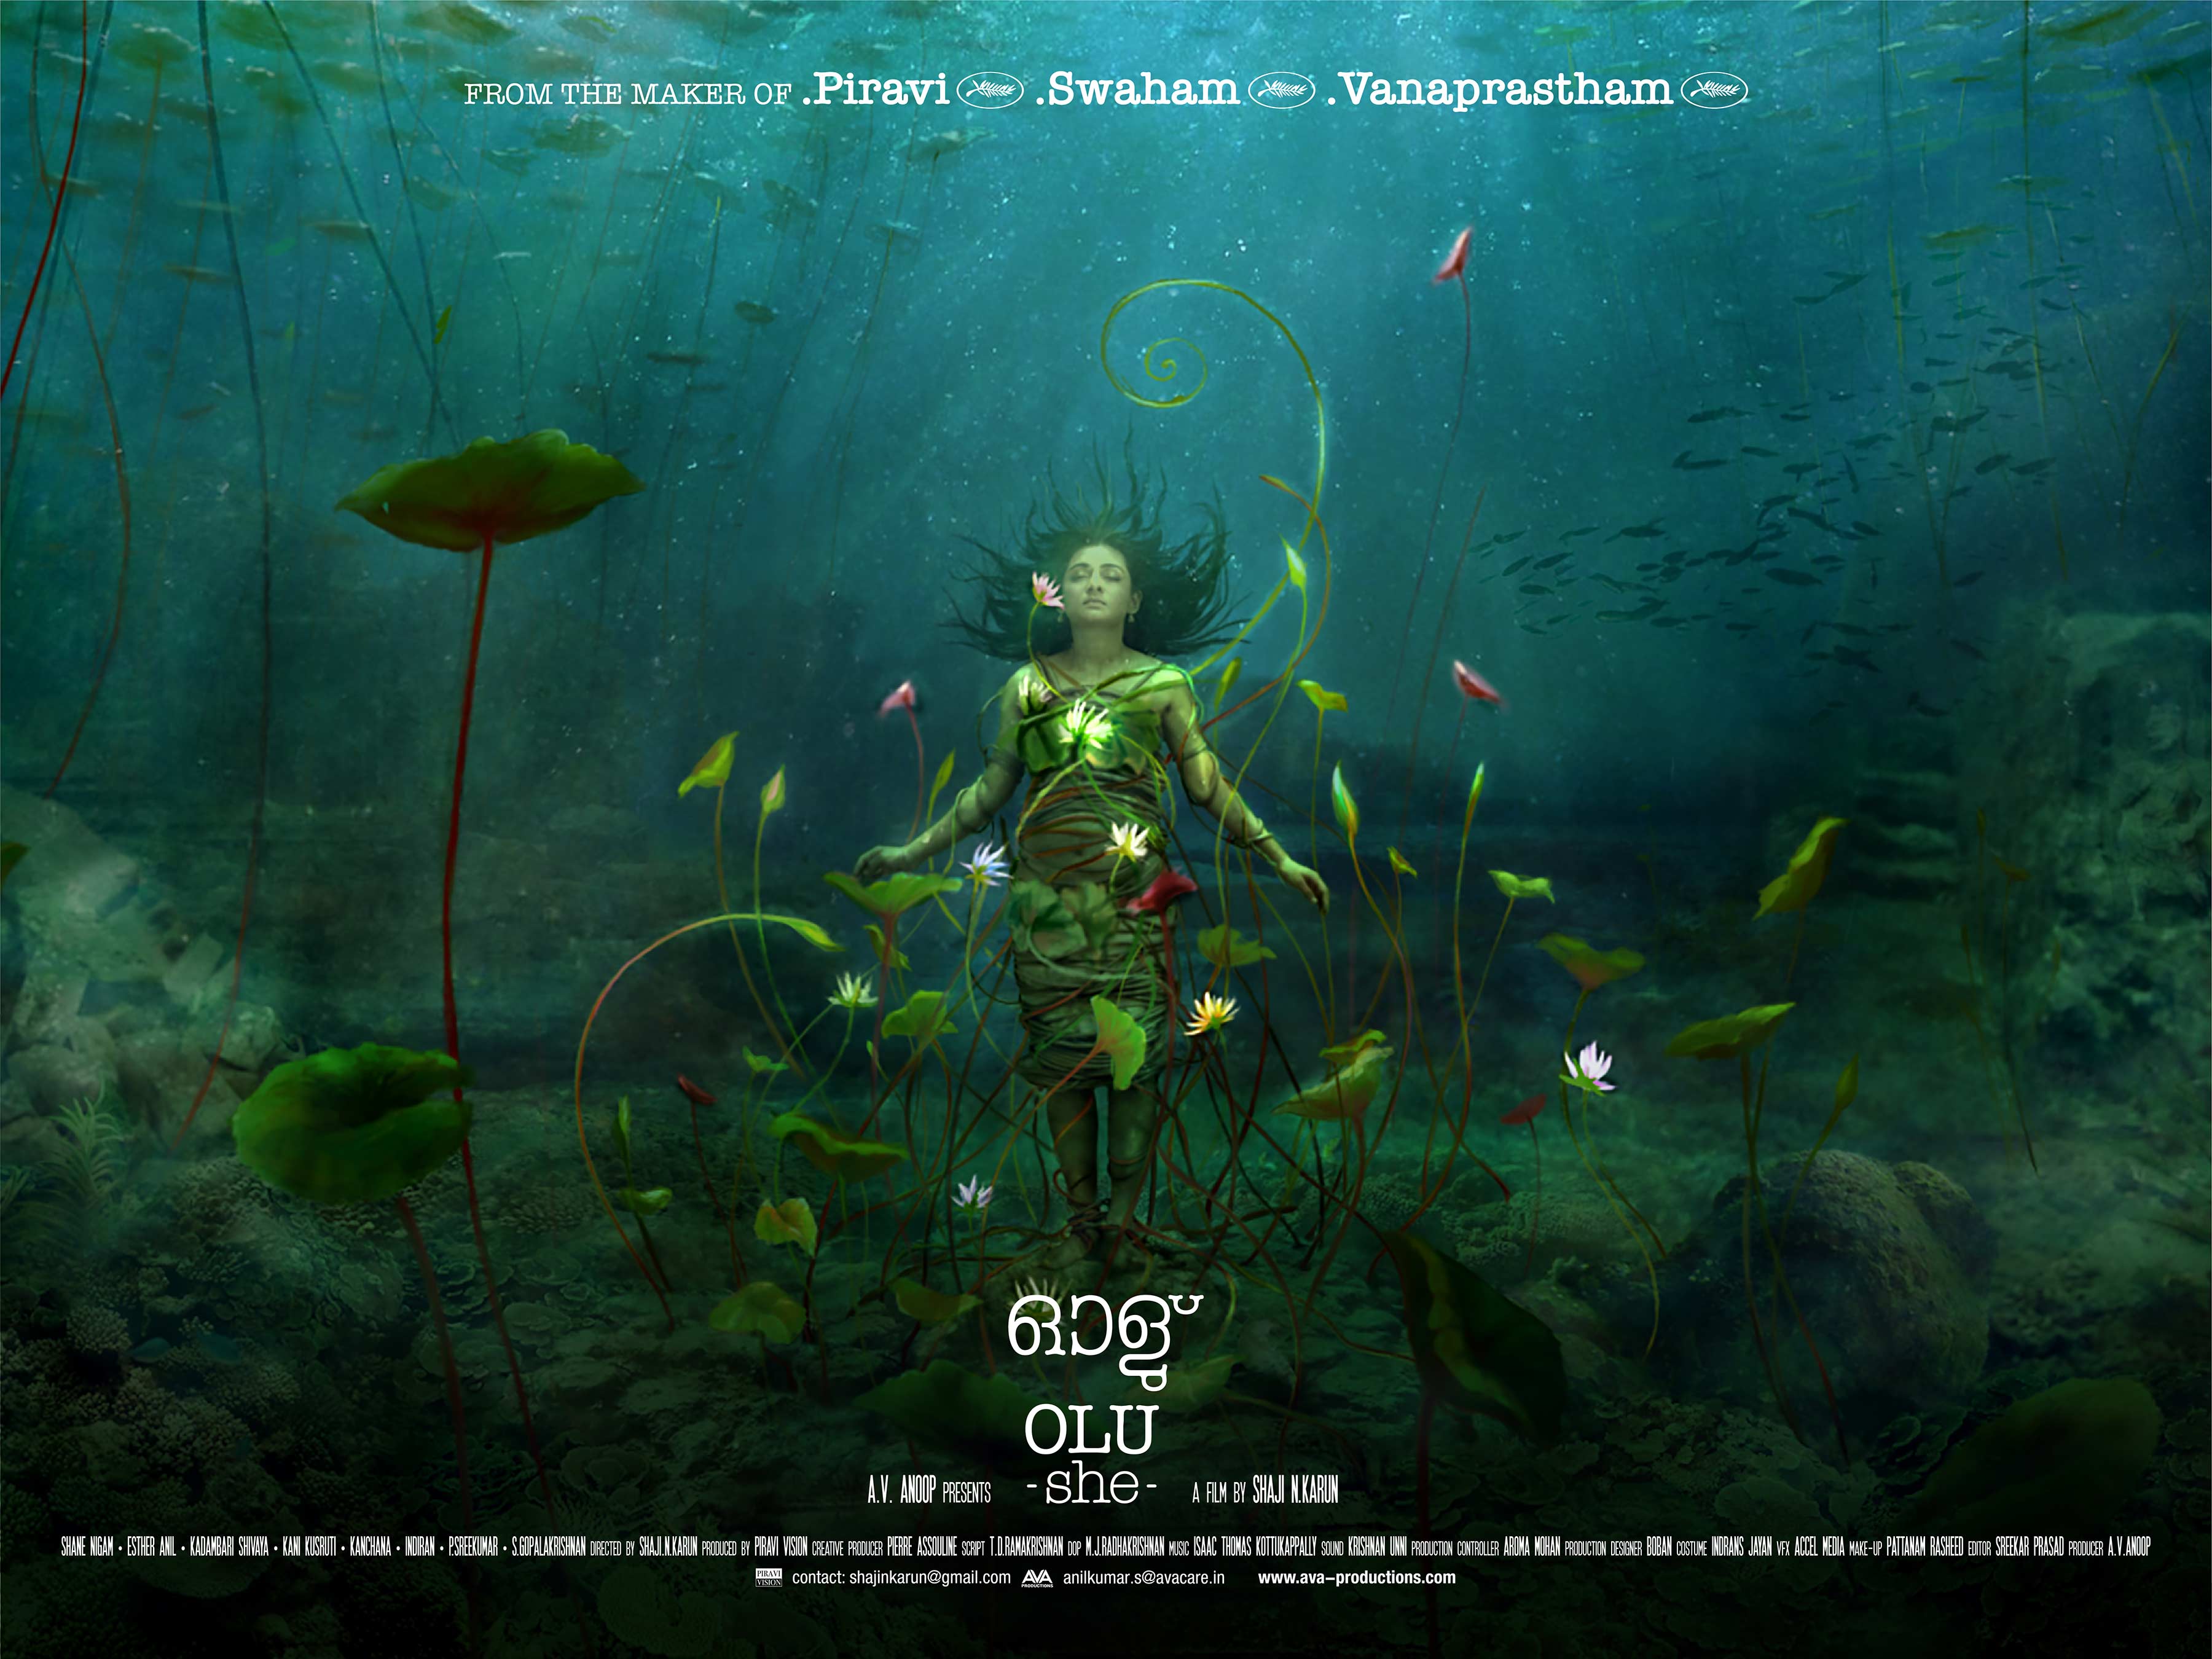 FROM THE MAKER OF .Piravi .Swaham .Vanaprastham
ഓള്
OLU
-she-
A.V. ANOOP PRESENTS
A FILM BY SHAJI N.KARUN
SHANE NIGAM • ESTHER ANIL • KADAMBARI SHIVAYA • KANI KUSRUTI • KANCHANA • INDIRAN • P.SREEKUMAR • S.GOPALAKRISHNAN DIRECTED BY SHAJI.N.KARUN PRODUCED BY PIRAVI VISION CREATIVE PRODUCER PIERRE ASSOULINE SCRIPT T.D.RAMAKRISHNAN DOP M.J.RADHAKRISHNAN MUSIC ISAAC THOMAS KOTTUKAPPALLY SOUND KRISHNAN UNNI PRODUCTION CONTROLLER AROMA MOHAN PRODUCTION DESIGNER BOBAN COSTUME INDRANS JAYAN VFX ACCEL MEDIA MAKE-UP PATTANAM RASHEED EDITOR SREEKAR PRASAD PRODUCER A.V.ANOOP
PIRAVI VISION contact: shajinkarun@gmail.com AVA PRODUCTIONS anilkumar.s@avacare.in www.ava-productions.com